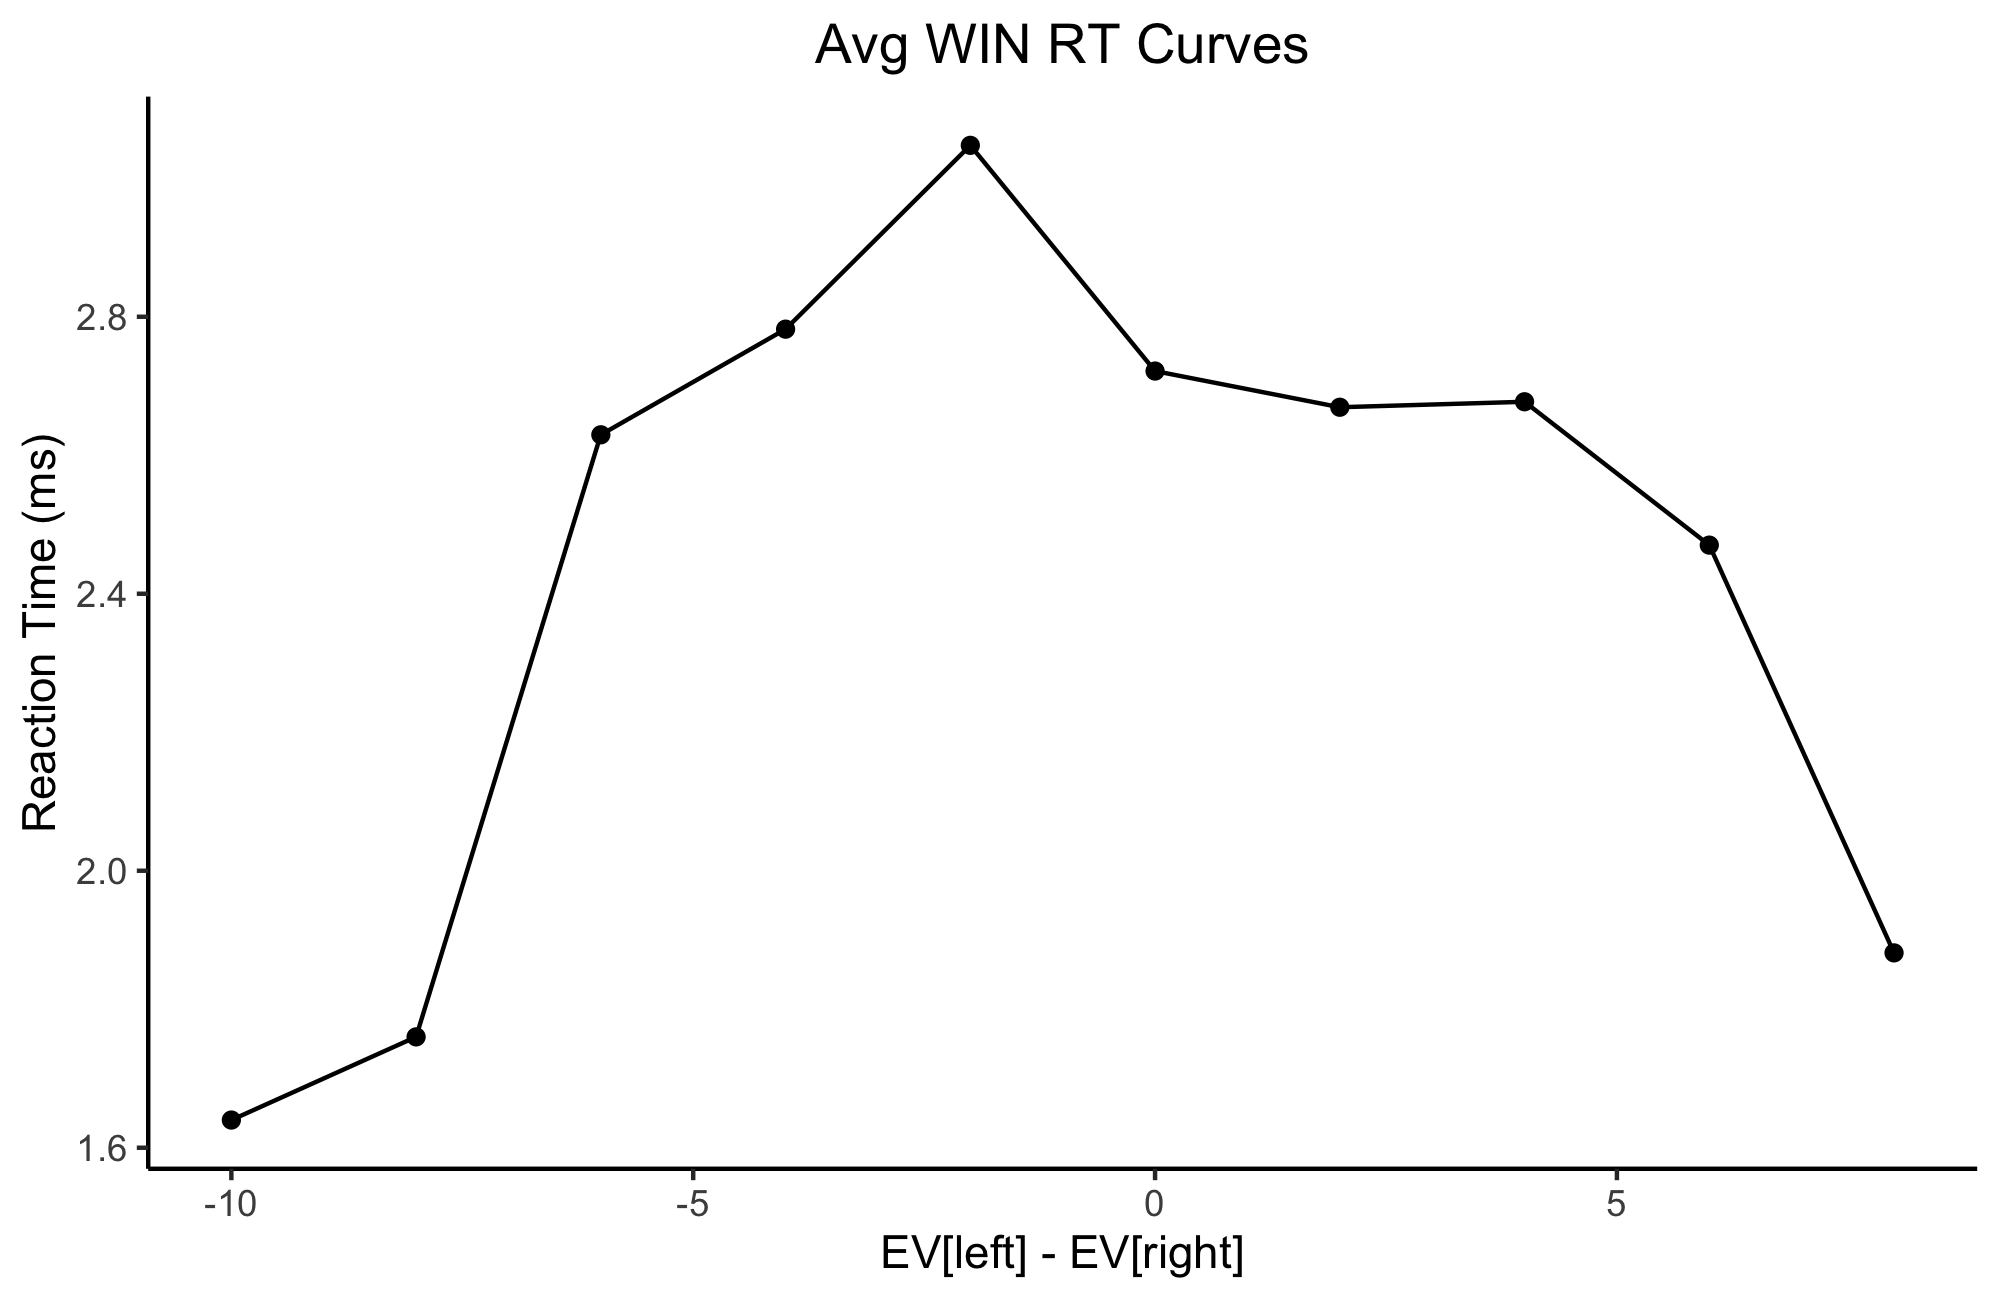 Avg WIN RT Curves
Reaction Time (ms)
2.8
2.4
2.0
1.6
-10
-5
0
5
EV[left] - EV[right]